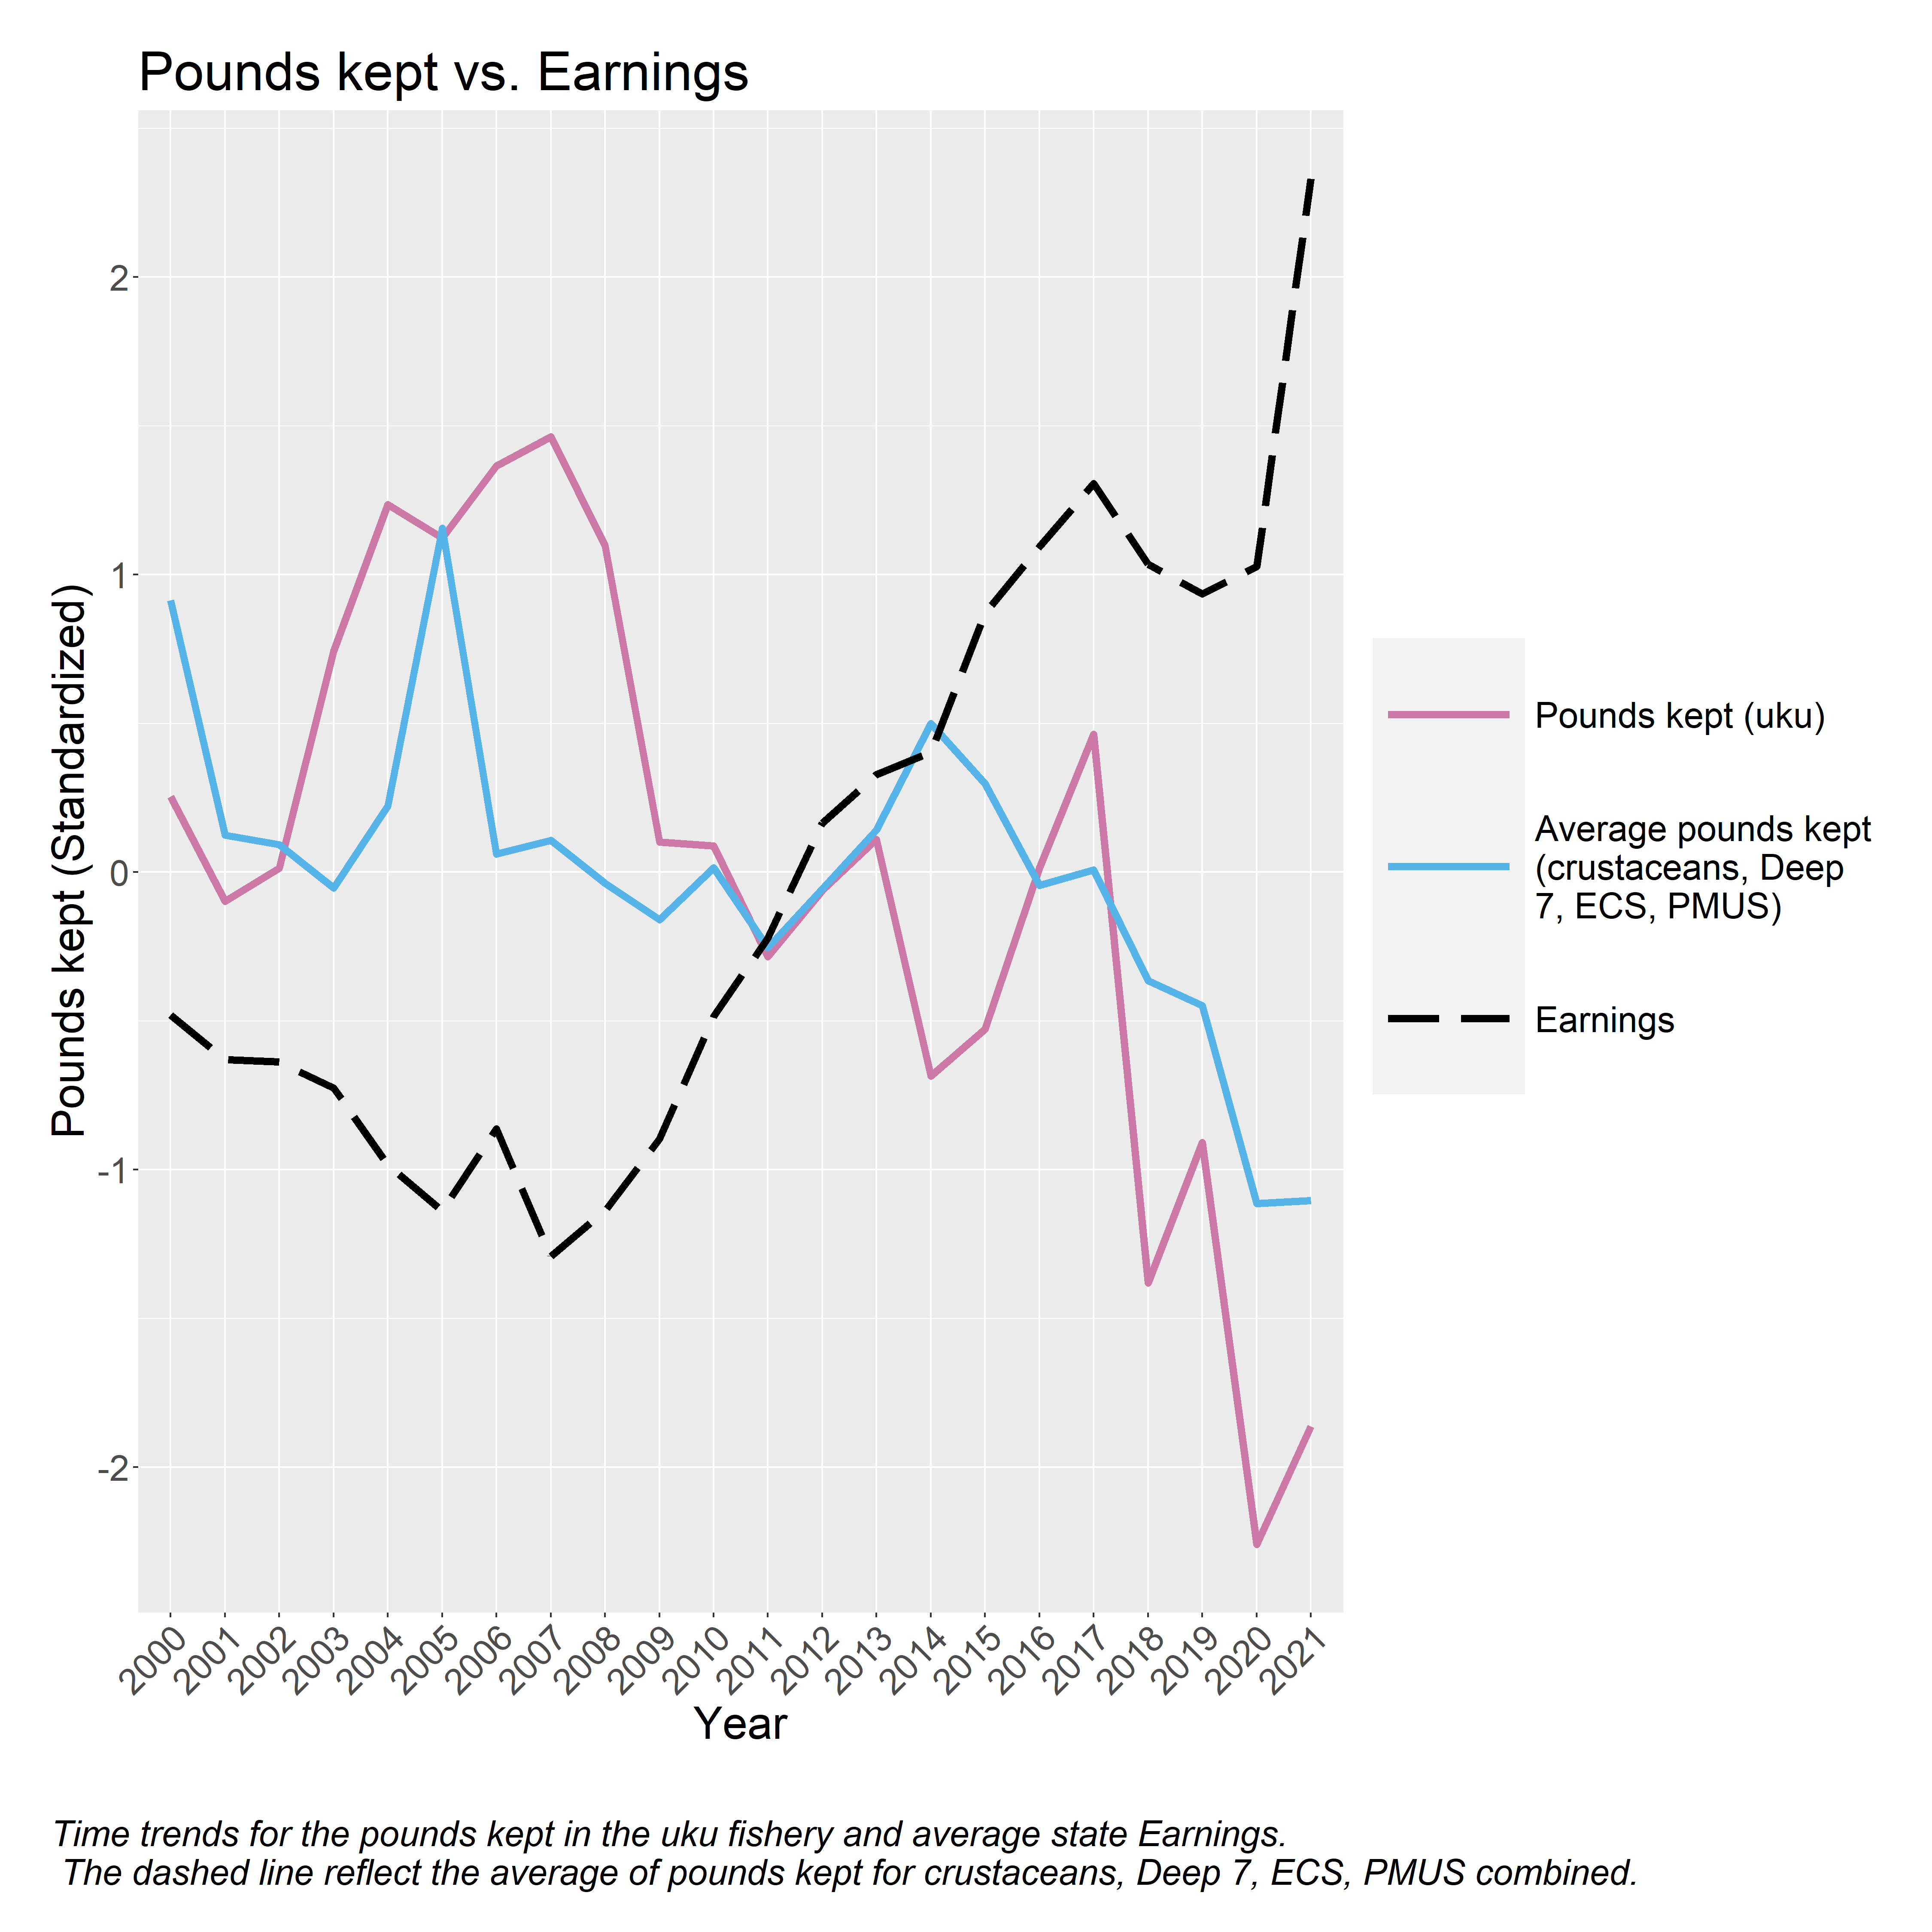 Pounds kept vs. Earnings
Pounds kept (Standardized)
2
1
0
-1
-2
2000
2001
2002
2003
2004
2005
2006
2007
2008
2009
2010
2011
2012
2013
2014
2015
2016
2017
2018
2019
2020
2021
Year
Pounds kept (uku)
Average pounds kept
(crustaceans, Deep
7, ECS, PMUS)
Earnings
Time trends for the pounds kept in the uku fishery and average state Earnings.
The dashed line reflect the average of pounds kept for crustaceans, Deep 7, ECS, PMUS combined.